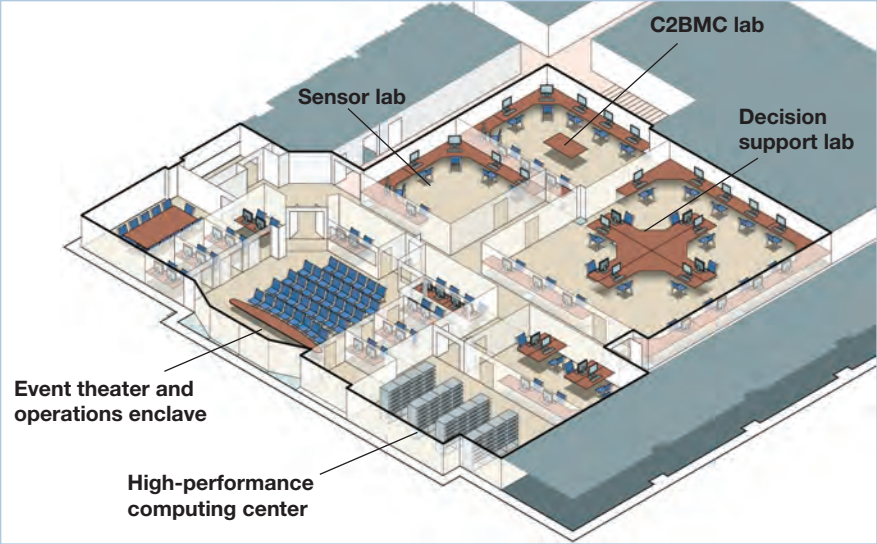 C2BMC lab
Sensor lab
Decision
support lab
Event theater and
operations enclave
High-performance
computing center